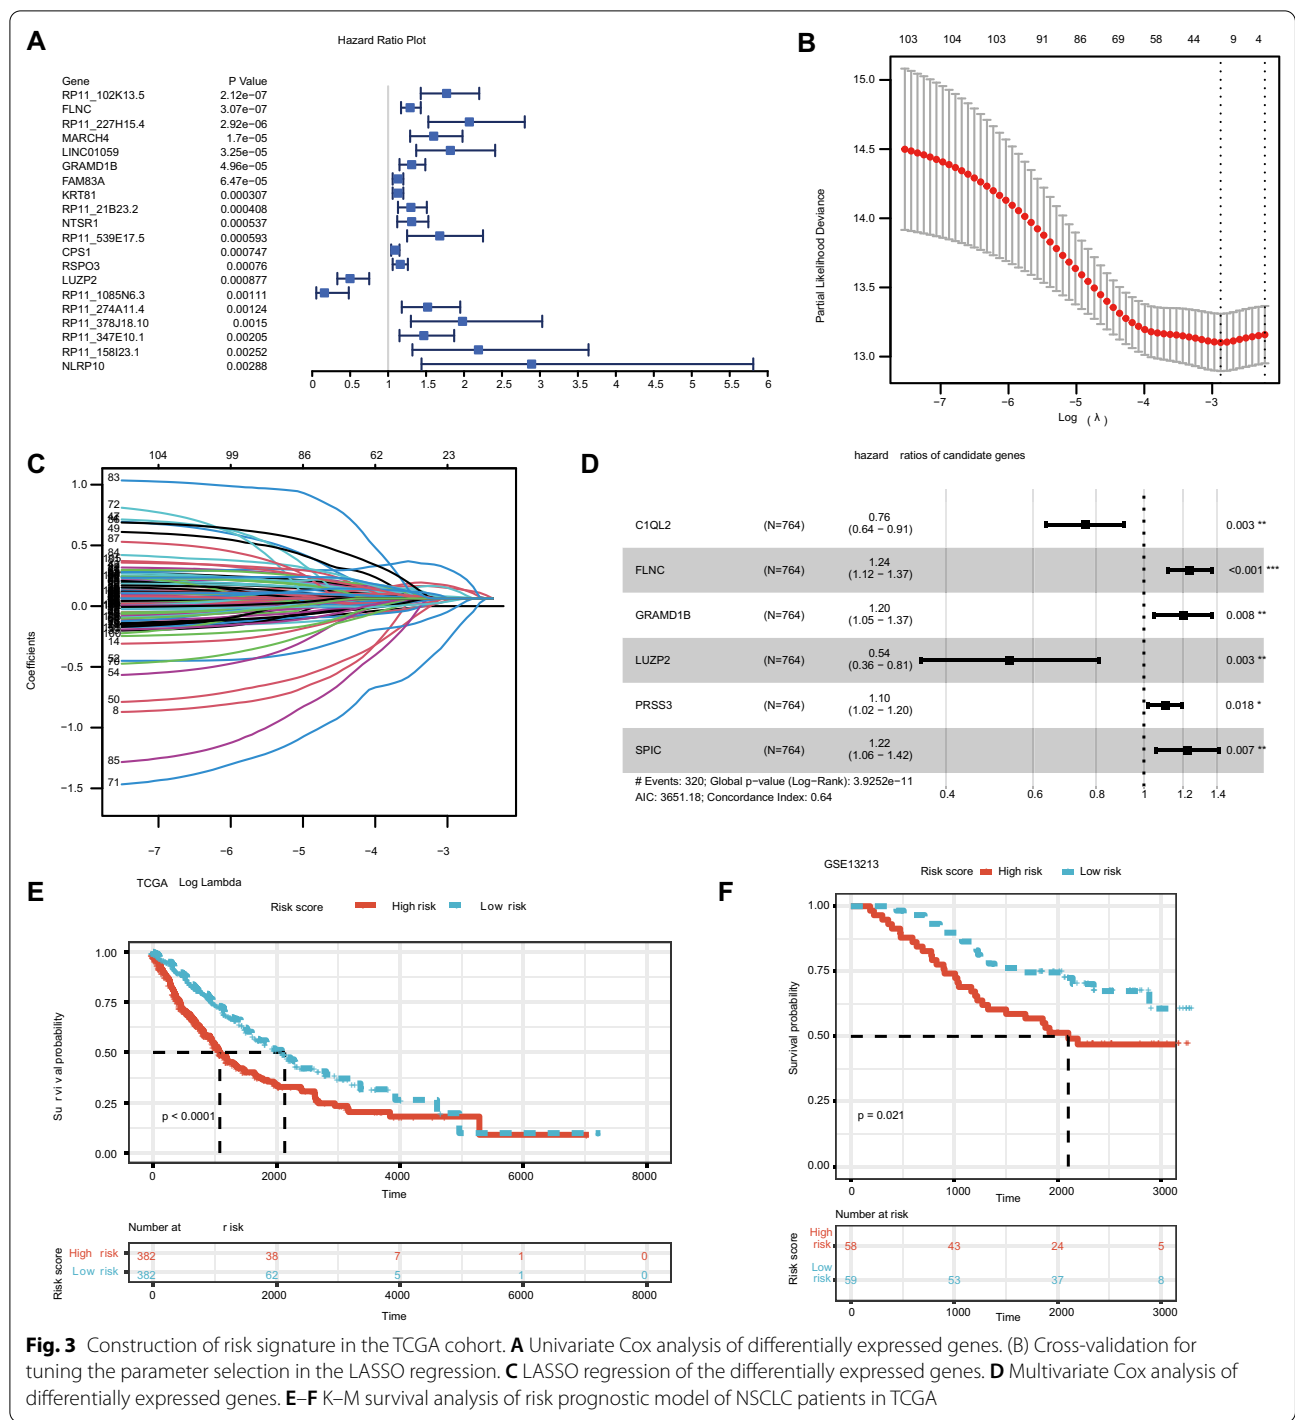 A
Hazard Ratio Plot
Gene P Value
RP11_102K13.5 2.12e-07
FLNC 3.07e-07
RP11_227H15.4 2.92e-06
MARCH4 1.7e-05
LINC01059 3.25e-05
GRAMD1B 4.96e-05
FAM83A 6.47e-05
KRT81 0.000307
RP11_21B23.2 0.000408
NTSR1 0.000537
RP11_539E17.5 0.000593
CPS1 0.000747
RSPO3 0.00076
LUZP2 0.000877
RP11_1085N6.3 0.00111
RP11_274A11.4 0.00124
RP11_378J18.10 0.0015
RP11_347E10.1 0.00205
RP11_158I23.1 0.00252
NLRP10 0.00288
0 0.5 1 1.5 2 2.5 3 3.5 4 4.5 5 5.5 6
B
103 104 103 91 86 69 58 44 9 4
Partial Likelihood Deviance
15.0
14.5
14.0
13.5
13.0
−7 −6 −5 −4 −3
Log (λ)
C
104 99 86 62 23
Coefficients
1.0
0.5
0.0
−0.5
−1.0
−1.5
83
72
49
87
84
14
54
50
8
85
71
−7 −6 −5 −4 −3
Log Lambda
D
hazard ratios of candidate genes
C1QL2 (N=764) 0.76 (0.64 − 0.91) 0.003 **
FLNC (N=764) 1.24 (1.12 − 1.37) <0.001 ***
GRAMD1B (N=764) 1.20 (1.05 − 1.37) 0.008 **
LUZP2 (N=764) 0.54 (0.36 − 0.81) 0.003 **
PRSS3 (N=764) 1.10 (1.02 − 1.20) 0.018 *
SPIC (N=764) 1.22 (1.06 − 1.42) 0.007 **
# Events: 320; Global p-value (Log−Rank): 3.9252e−11
AIC: 3651.18; Concordance Index: 0.64
0.4 0.6 0.8 1 1.2 1.4
E
TCGA
Risk score High risk Low risk
Su rvi val probability
1.00
0.75
0.50
0.25
0.00
p < 0.0001
0 2000 4000 6000 8000
Time
Number at r isk
Risk score
High risk 382 38 7 1 0
Low risk 382 62 5 1 0
0 2000 4000 6000 8000
Time
F
GSE13213
Risk score High risk Low risk
Survival probability
1.00
0.75
0.50
0.25
0.00
p = 0.021
0 1000 2000 3000
Time
Number at risk
Risk score
High risk 58 43 24 5
Low risk 59 53 37 8
0 1000 2000 3000
Time
Fig. 3 Construction of risk signature in the TCGA cohort. A Univariate Cox analysis of differentially expressed genes. (B) Cross-validation for
tuning the parameter selection in the LASSO regression. C LASSO regression of the differentially expressed genes. D Multivariate Cox analysis of
differentially expressed genes. E–F K–M survival analysis of risk prognostic model of NSCLC patients in TCGA